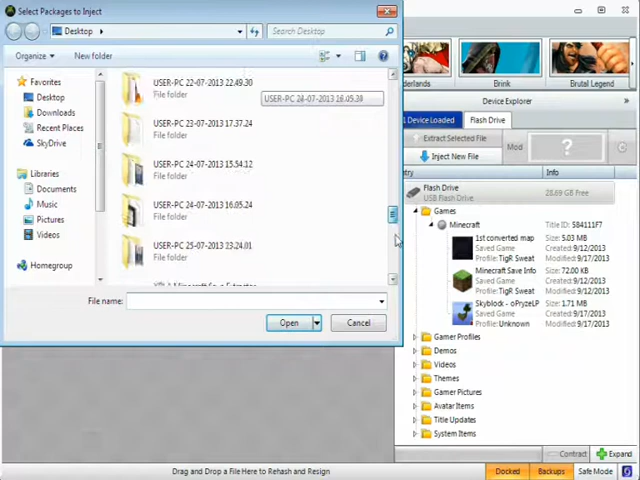 Select Packages to Inject
Desktop
Search Desktop
Organize
New folder
Favorites
Desktop
Downloads
Recent Places
SkyDrive
Libraries
Documents
Music
Pictures
Videos
Homegroup
USER-PC 22-07-2013 22.49.30
File folder
USER-PC 24-07-2013 16.05.39
USER-PC 23-07-2013 17.37.24
File folder
USER-PC 24-07-2013 15.54.12
File folder
USER-PC 24-07-2013 16.05.24
File folder
USER-PC 25-07-2013 23.24.01
File folder
File name:
Open
Cancel
derlands
Brink
Brutal Legend
Device Explorer
1 Device Loaded
Flash Drive
Extract Selected File
Inject New File
Mod
?
ntry
Info
Flash Drive
USB Flash Drive
28.69 GB Free
Games
Minecraft
Title ID: 584111F7
1st converted map
Saved Game
Profile: TigR Sweat
Size: 5.03 MB
Created: 9/12/2013
Modified: 9/12/2013
Minecraft Save Info
Saved Game
Profile: TigR Sweat
Size: 72.00 KB
Created: 9/12/2013
Modified: 9/12/2013
Skyblock - oPryzeLP
Saved Game
Profile: Unknown
Size: 1.71 MB
Created: 9/17/2013
Modified: 9/17/2013
Gamer Profiles
Demos
Videos
Themes
Gamer Pictures
Avatar Items
Title Updates
System Items
Contract
Expand
Drag and Drop a File Here to Rehash and Resign
Docked
Backups
Safe Mode